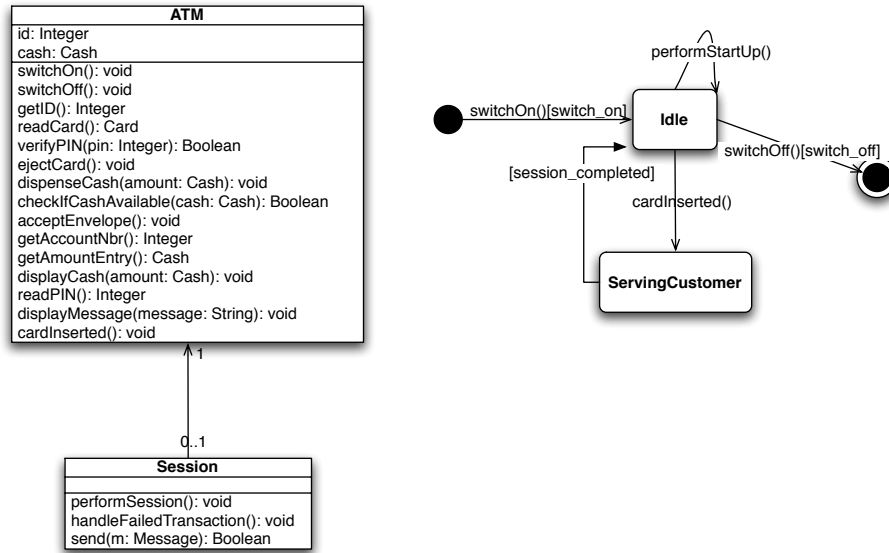 ATM
id: Integer
cash: Cash
switchOn(): void
switchOff(): void
getID(): Integer
readCard(): Card
verifyPIN(pin: Integer): Boolean
ejectCard(): void
dispenseCash(amount: Cash): void
checkIfCashAvailable(cash: Cash): Boolean
acceptEnvelope(): void
getAccountNbr(): Integer
getAmountEntry(): Cash
displayCash(amount: Cash): void
readPIN(): Integer
displayMessage(message: String): void
cardInserted(): void
1
0..1
Session
performSession(): void
handleFailedTransaction(): void
send(m: Message): Boolean
performStartUp()
switchOn()[switch_on]
Idle
switchOff()[switch_off]
[session_completed]
cardInserted()
ServingCustomer